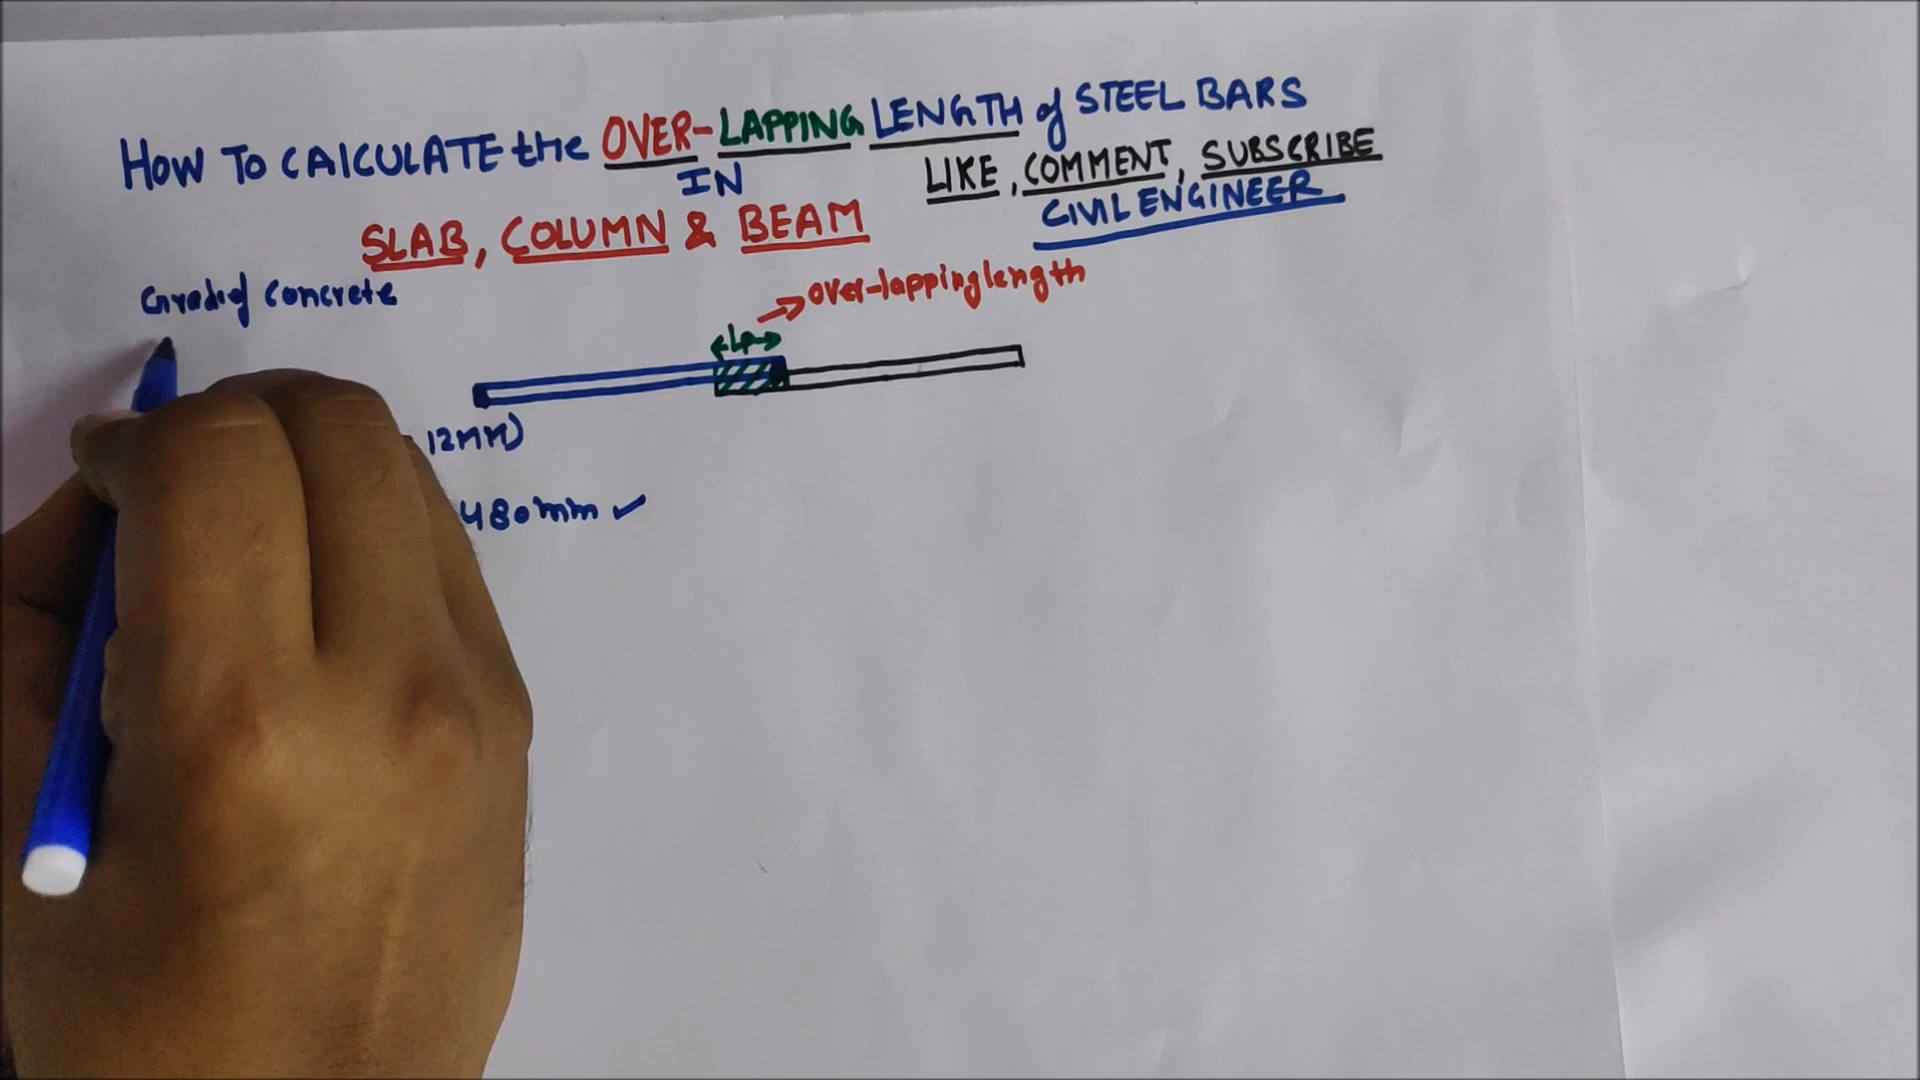 HOW TO CALCULATE the OVER-LAPPING LENGTH of STEEL BARS
IN
LIKE, COMMENT, SUBSCRIBE
CIVIL ENGINEER
SLAB, COLUMN & BEAM
Grade of Concrete
over-lapping length
12mm)
480mm ✓